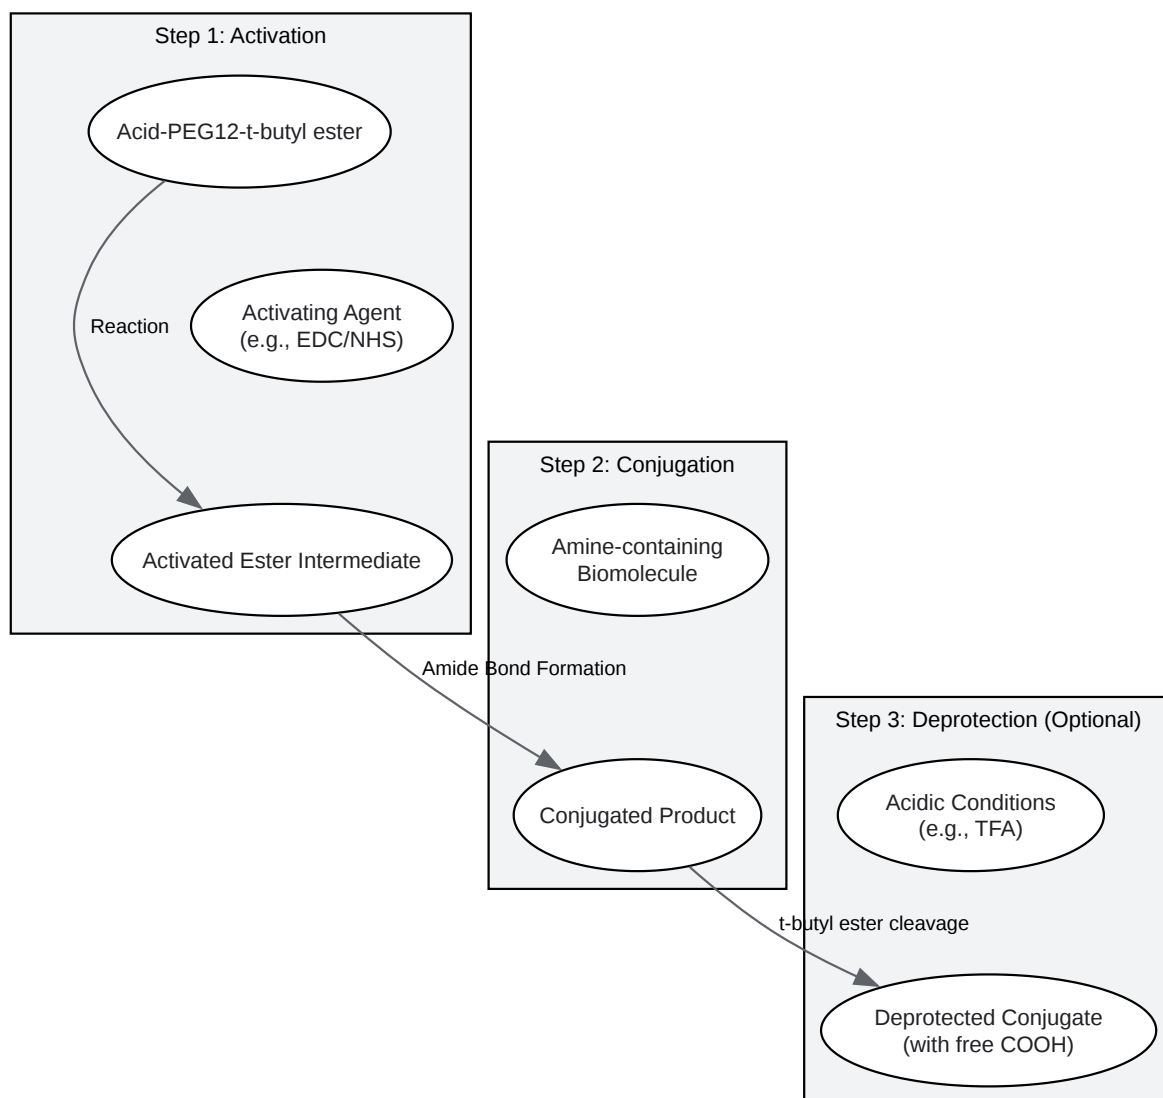 Step 1: Activation
Acid-PEG12-t-butyl ester
Activating Agent
(e.g., EDC/NHS)
Reaction
Activated Ester Intermediate
Step 2: Conjugation
Amine-containing
Biomolecule
Amide Bond Formation
Conjugated Product
Step 3: Deprotection (Optional)
Acidic Conditions
(e.g., TFA)
t-butyl ester cleavage
Deprotected Conjugate
(with free COOH)